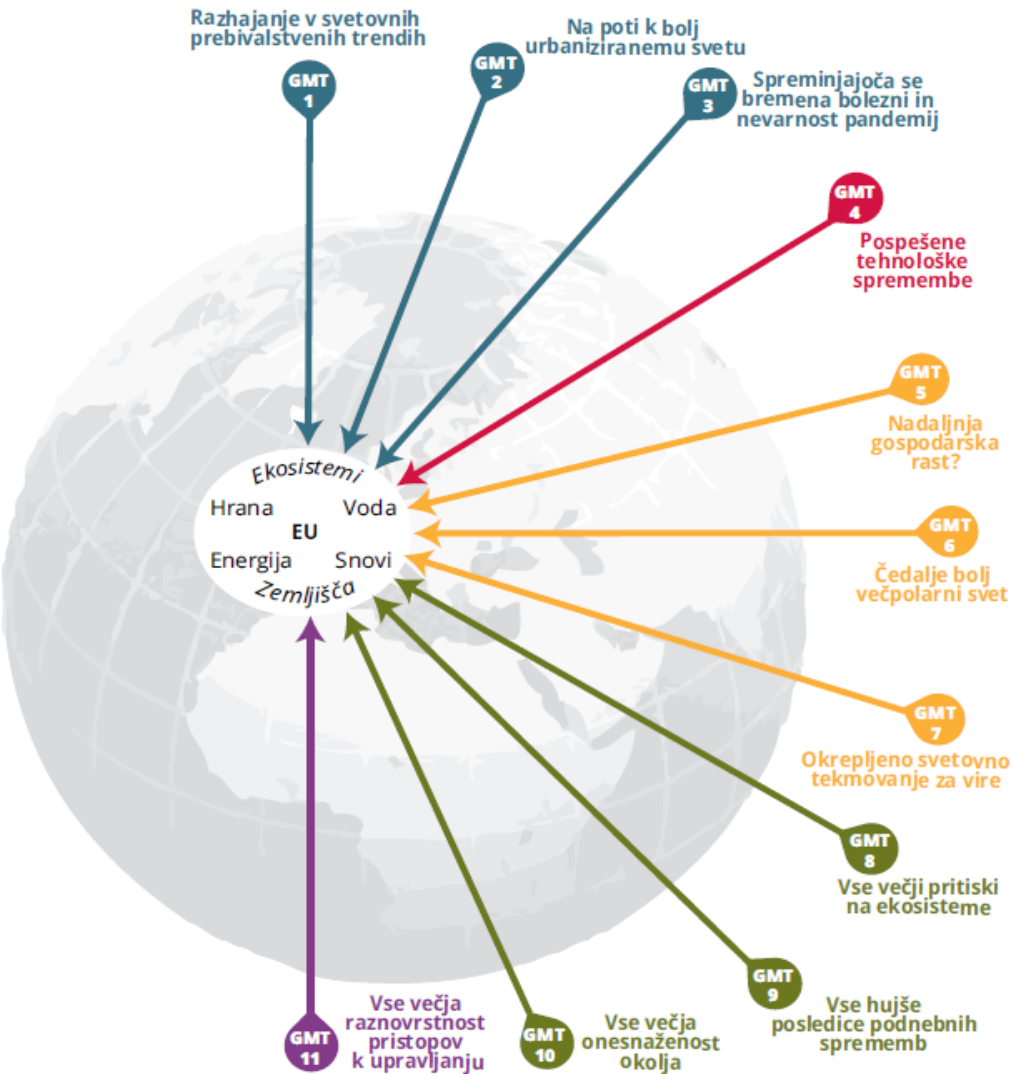 Razhajanje v svetovnih
prebivalstvenih trendih
GMT
1
Na poti k bolj
urbaniziranemu svetu
GMT
2
Spreminjajoča se
bremena bolezni in
nevarnost pandemij
GMT
3
GMT
4
Pospešene
tehnološke
spremembe
GMT
5
Nadaljnja
gospodarska
rast?
GMT
6
Čedalje bolj
večpolarni svet
Ekosistemi
Hrana Voda
EU
Energija Snovi
Zemljišča
GMT
7
Okrepljeno svetovno
tekmovanje za vire
GMT
8
Vse večji pritiski
na ekosisteme
GMT
9
Vse hujše
posledice podnebnih
sprememb
GMT
10
Vse večja
onesnaženost
okolja
GMT
11
Vse večja
raznovrstnost
pristopov
k upravljanju